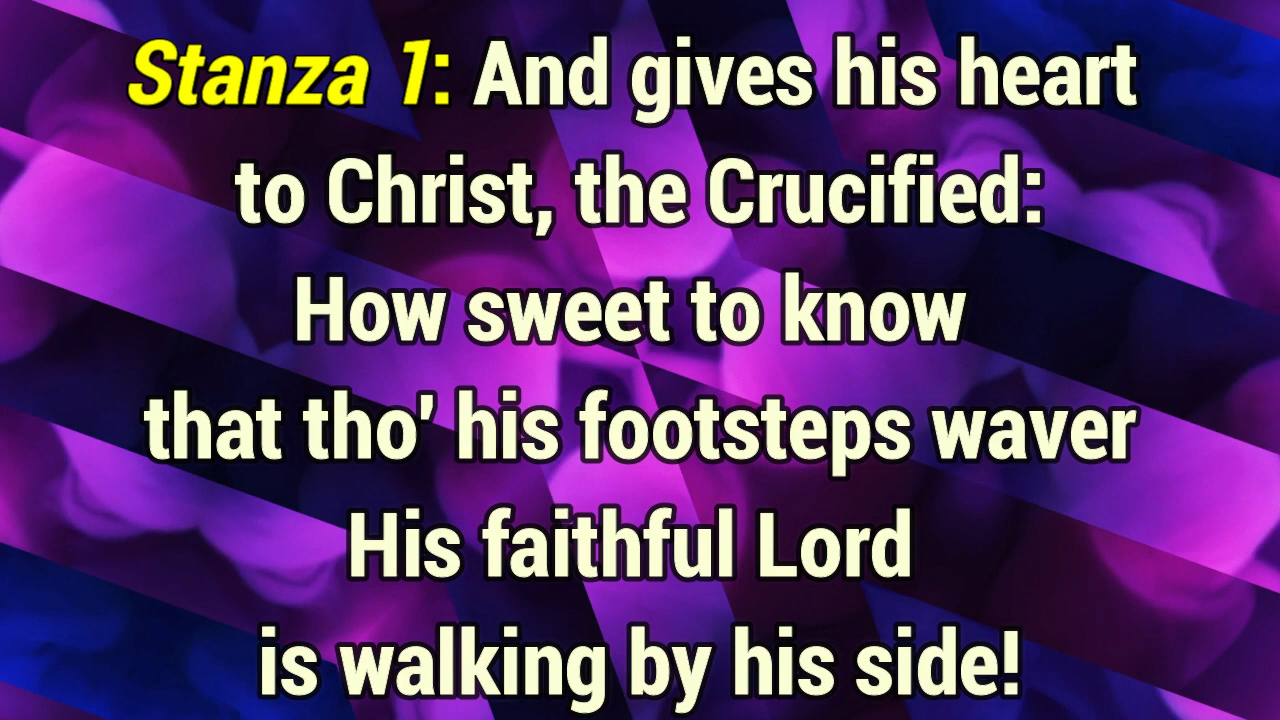 Stanza 1: And gives his heart
to Christ, the Crucified:
How sweet to know
that tho' his footsteps waver
His faithful Lord
is walking by his side!